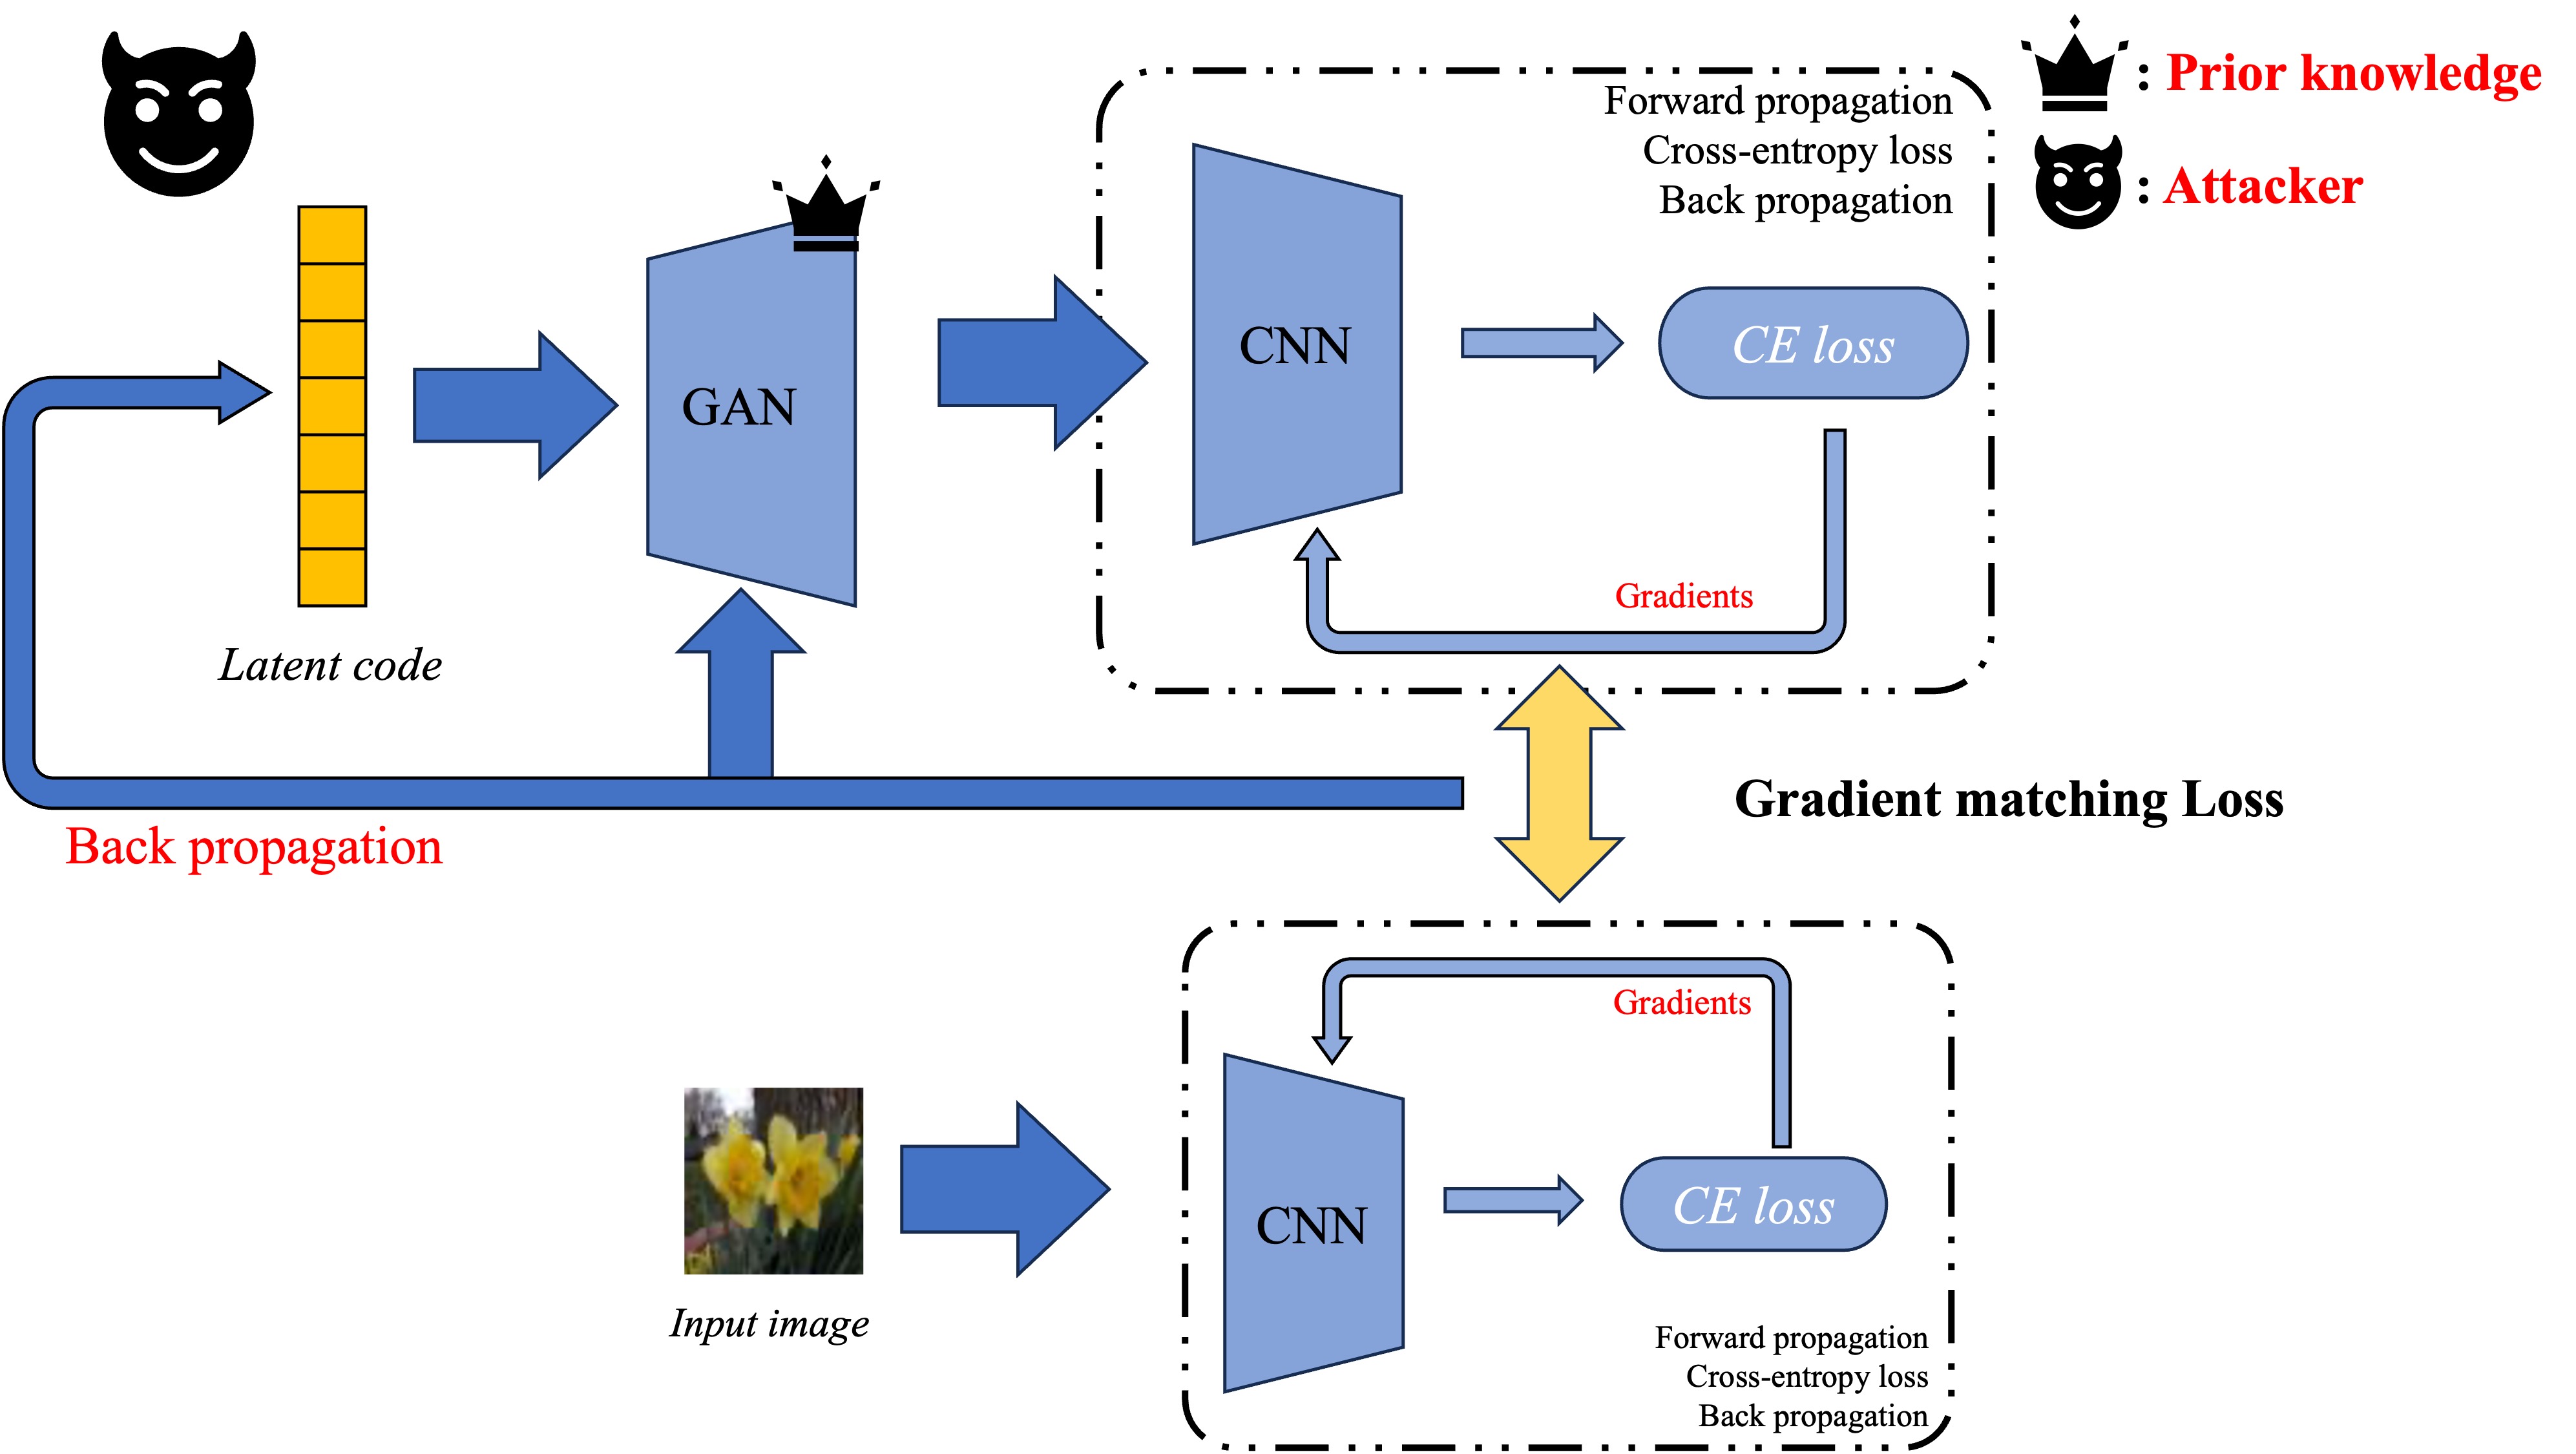 : Prior knowledge
: Attacker
Forward propagation
Cross-entropy loss
Back propagation
GAN
CNN
CE loss
Gradients
Latent code
Back propagation
Gradient matching Loss
Gradients
CNN
CE loss
Input image
Forward propagation
Cross-entropy loss
Back propagation